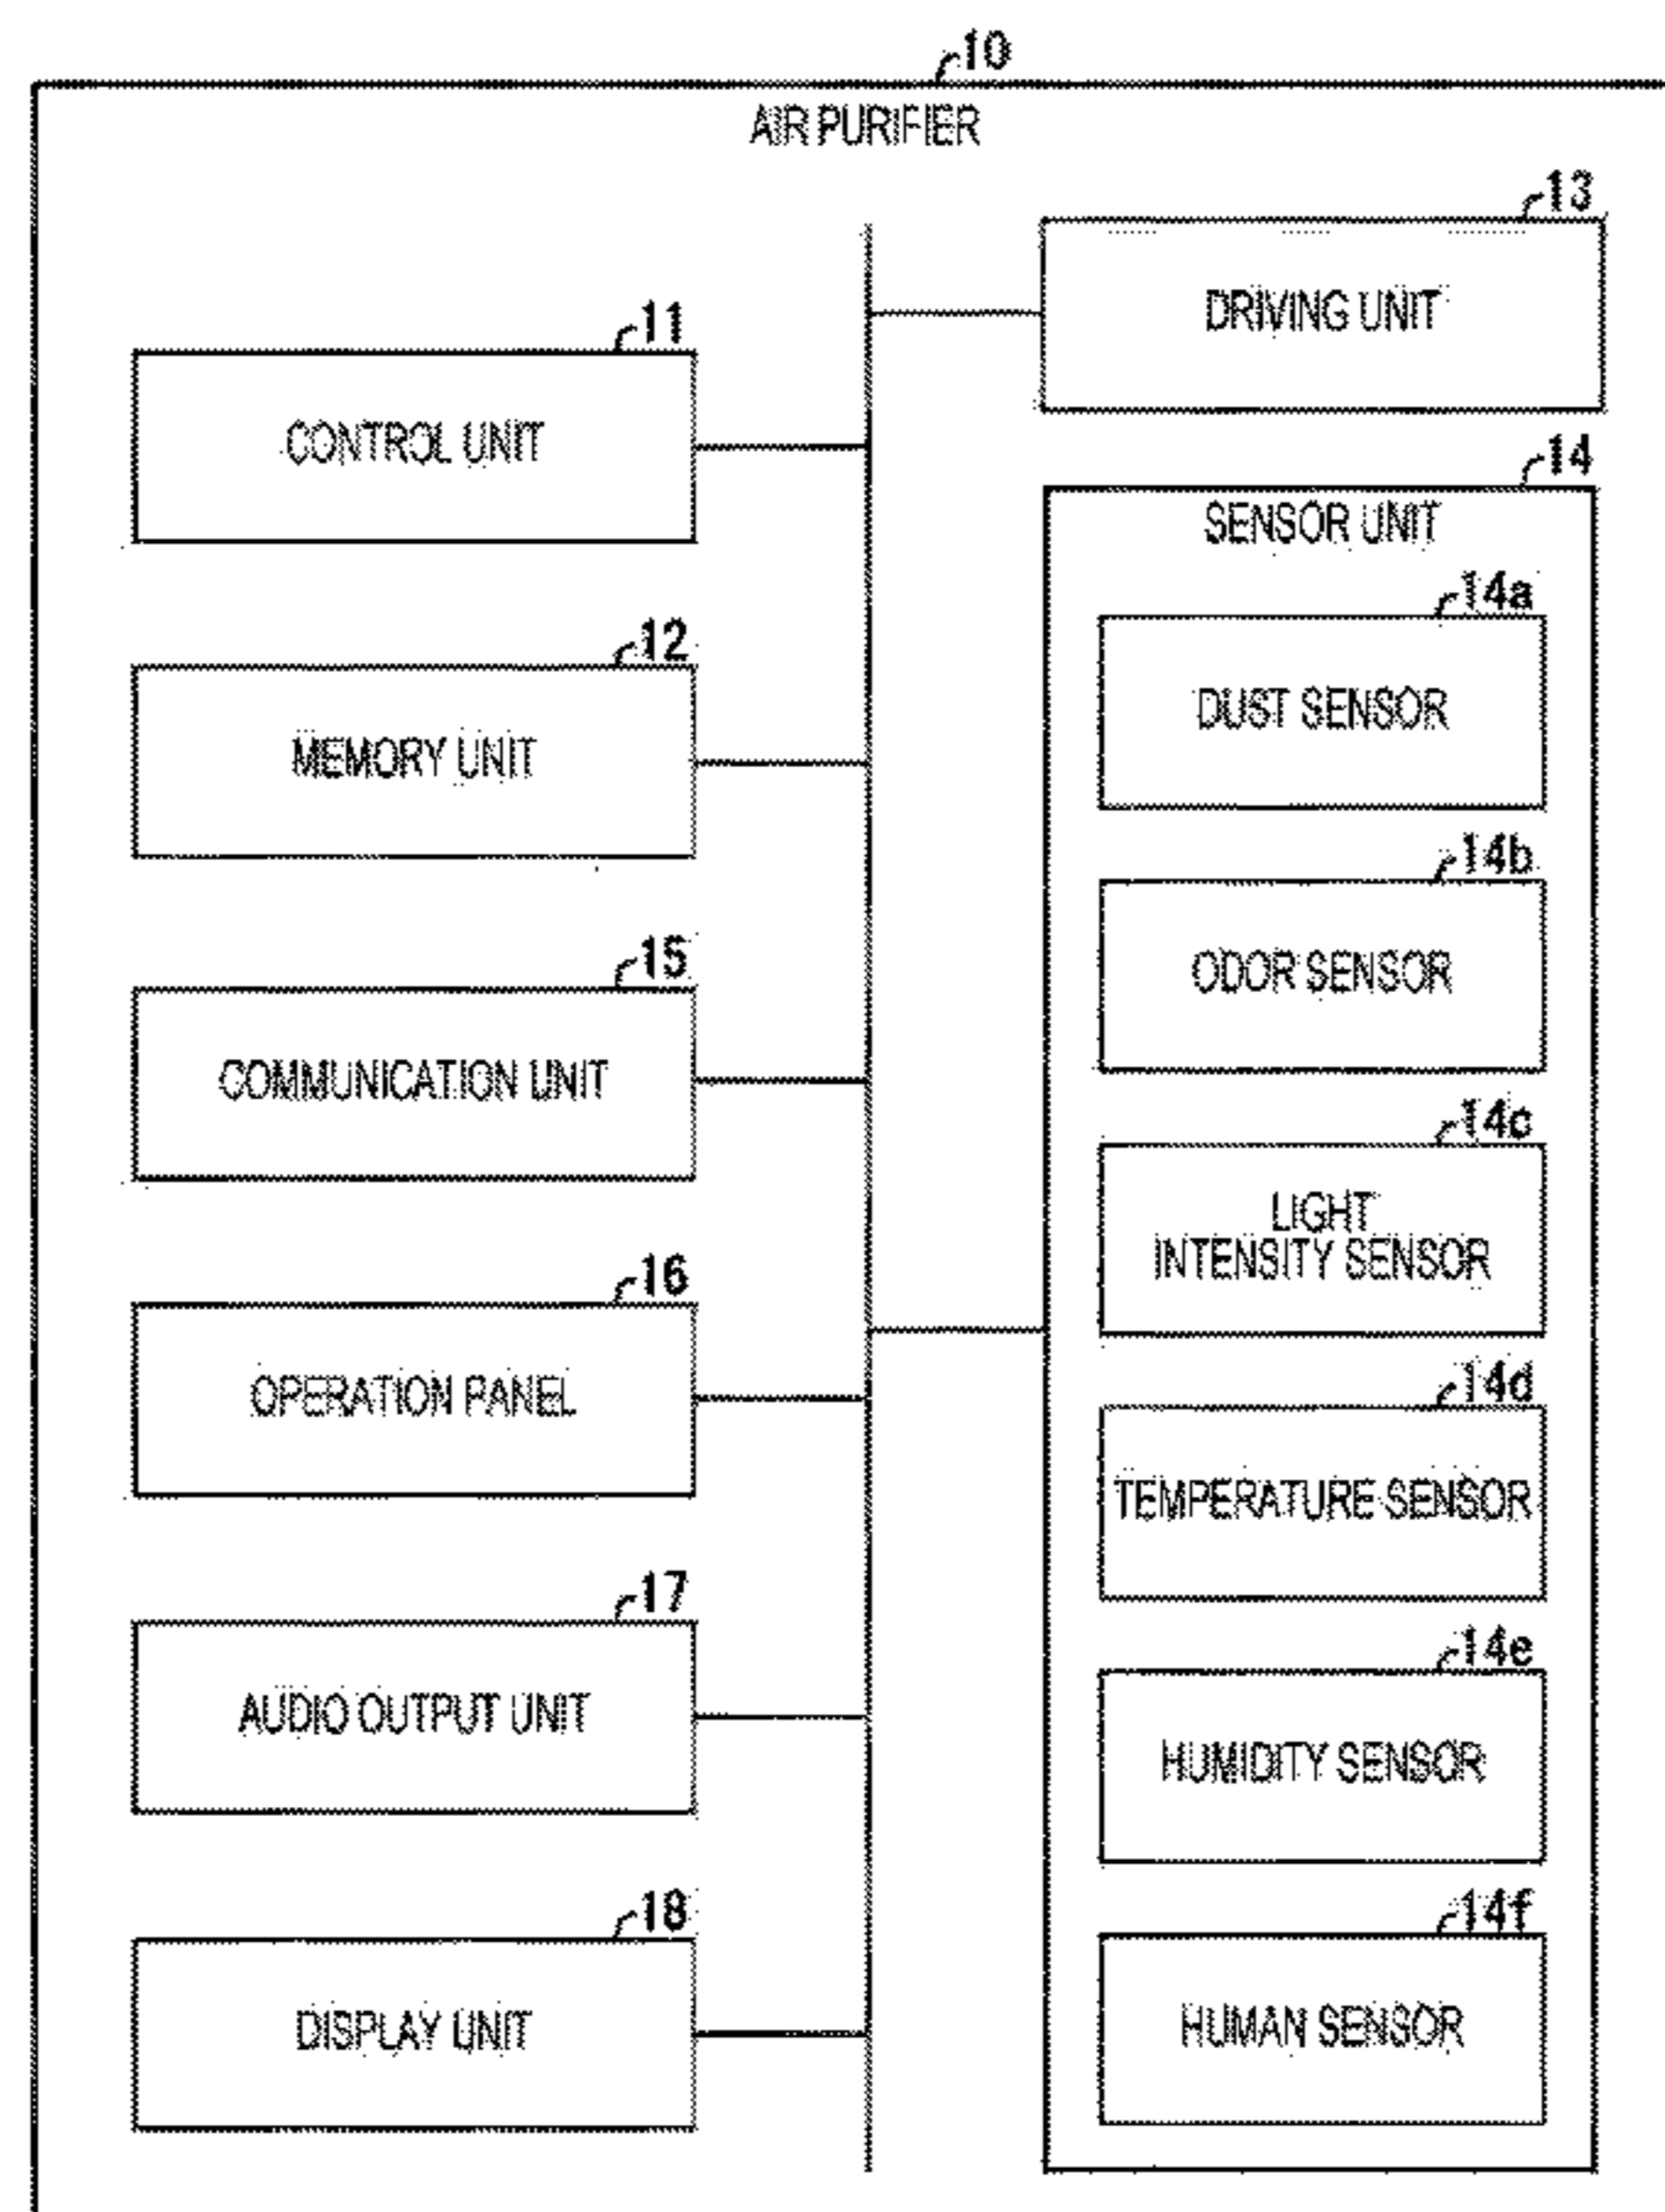 10
AIR PURIFIER
13
DRIVING UNIT
11
CONTROL UNIT
14
SENSOR UNIT
14a
DUST SENSOR
12
MEMORY UNIT
14b
ODOR SENSOR
15
COMMUNICATION UNIT
14c
LIGHT
INTENSITY SENSOR
16
OPERATION PANEL
14d
TEMPERATURE SENSOR
17
AUDIO OUTPUT UNIT
14e
HUMIDITY SENSOR
18
DISPLAY UNIT
14f
HUMAN SENSOR